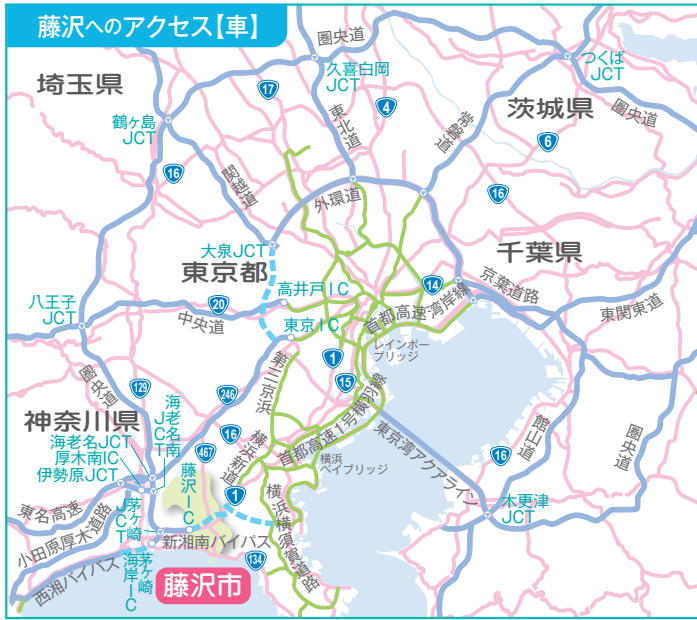 藤沢へのアクセス【車】
圏央道
埼玉県
久喜白岡
JCT
つくば
JCT
17
4
東北道
常磐道
茨城県
圏央道
鶴ヶ島
JCT
6
16
関越道
外環道
16
大泉JCT
東京都
千葉県
高井戸IC
14
京葉道路
八王子
JCT
20
中央道
東京IC
首都高速湾岸線
東関東道
レインボー
ブリッジ
1
第三京浜
15
圏央道
129
246
神奈川県
海老名南
JCT
16
海老名JCT
厚木南IC
伊勢原JCT
467
横浜新道
首都高速1号横羽線
東京湾アクアライン
館山道
圏央道
16
横浜
ベイブリッジ
藤沢IC
1
木更津
JCT
東名高速
小田原厚木道路
茅ヶ崎
JCT
新湘南バイパス
横浜横須賀道路
西湘バイパス
茅ヶ崎
海岸IC
134
藤沢市